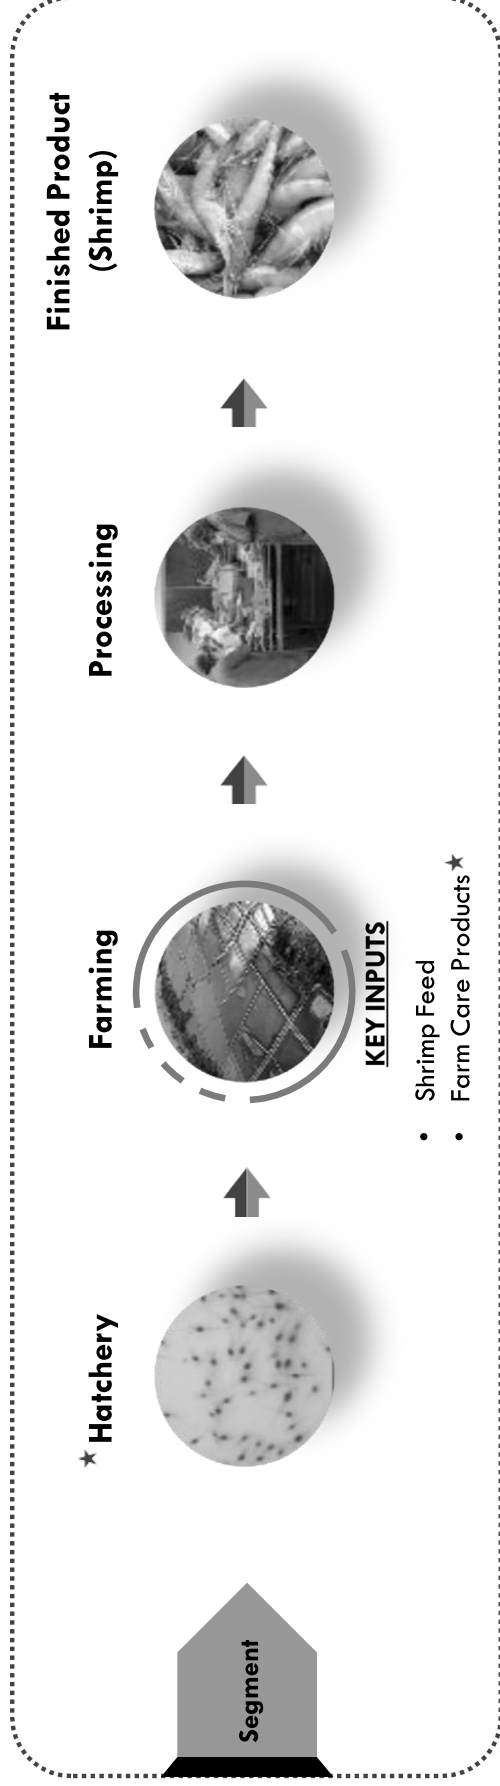 Segment
★ Hatchery
Farming
KEY INPUTS
• Shrimp Feed
• Farm Care Products ★
Processing
Finished Product
(Shrimp)